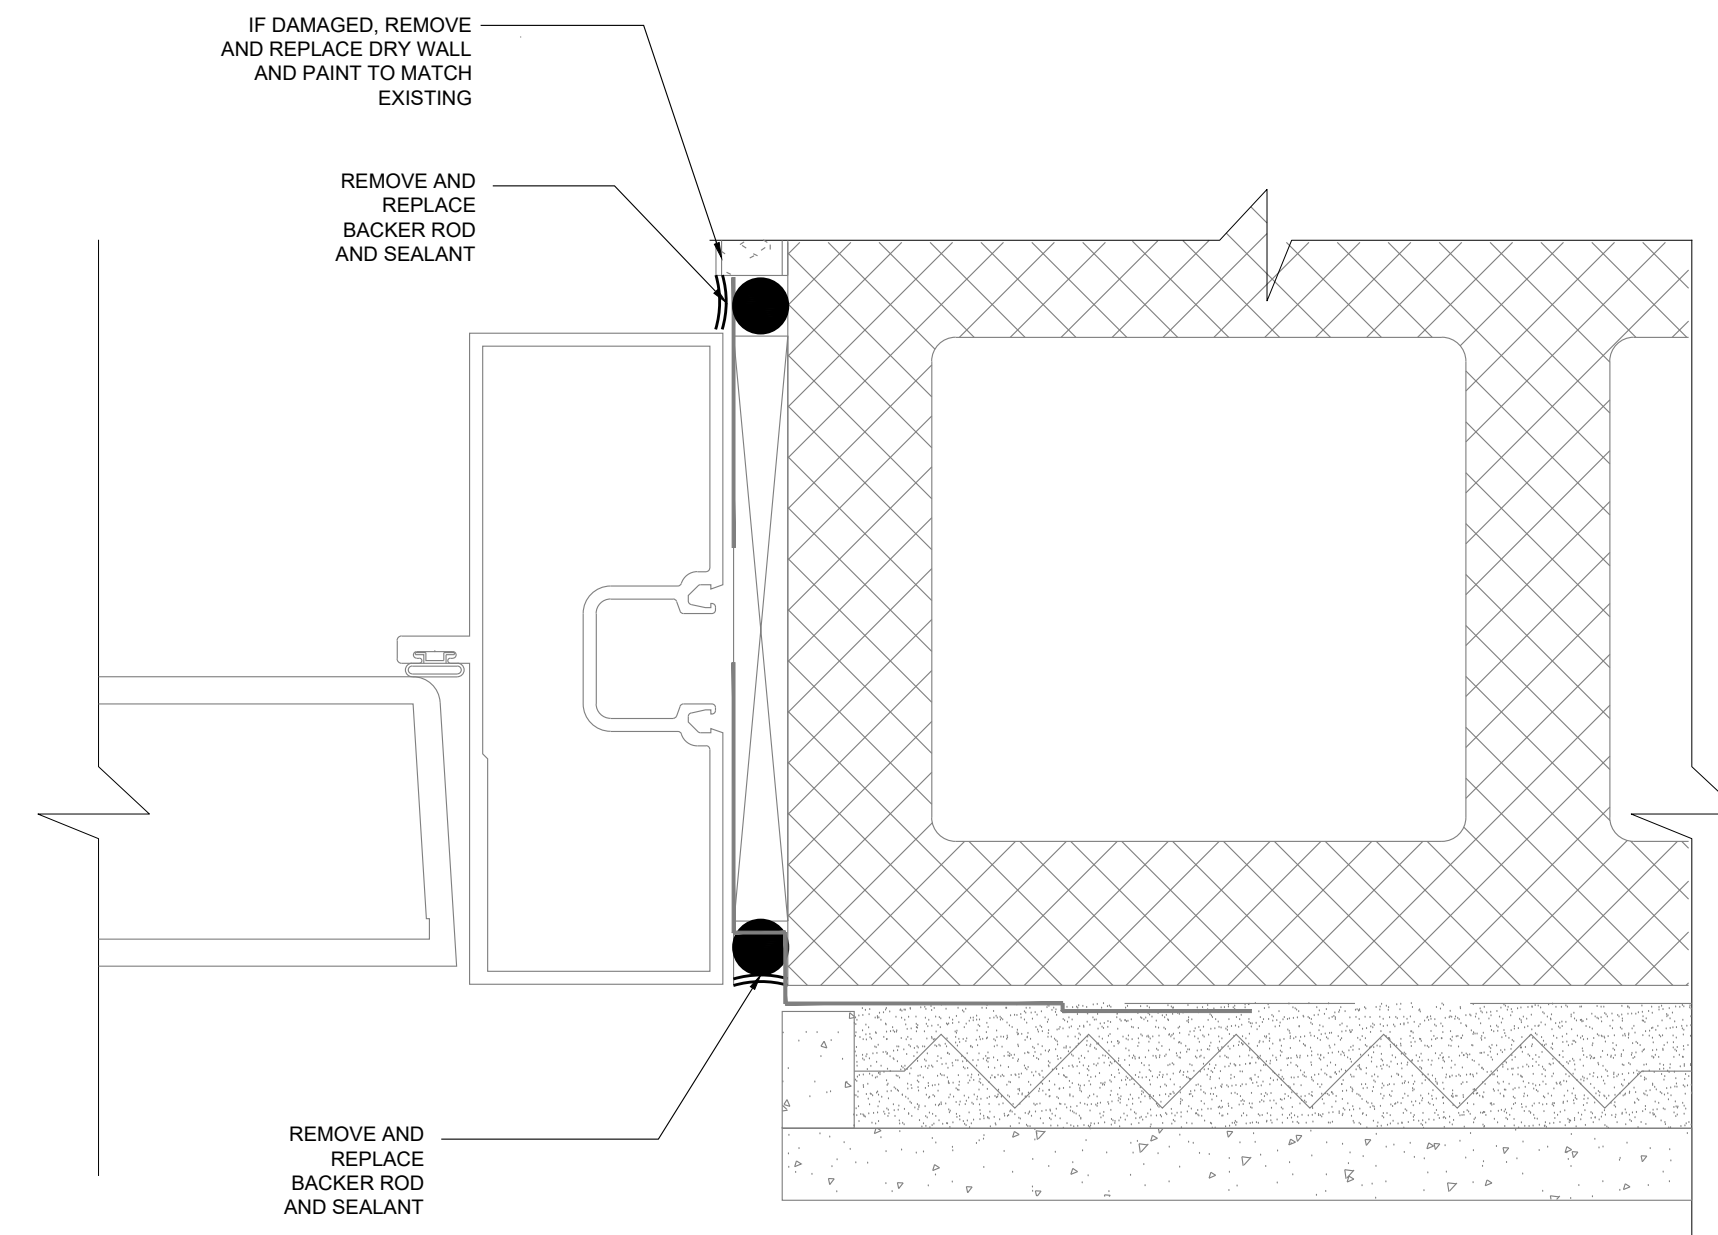 IF DAMAGED, REMOVE
AND REPLACE DRY WALL
AND PAINT TO MATCH
EXISTING
REMOVE AND
REPLACE
BACKER ROD
AND SEALANT
REMOVE AND
REPLACE
BACKER ROD
AND SEALANT